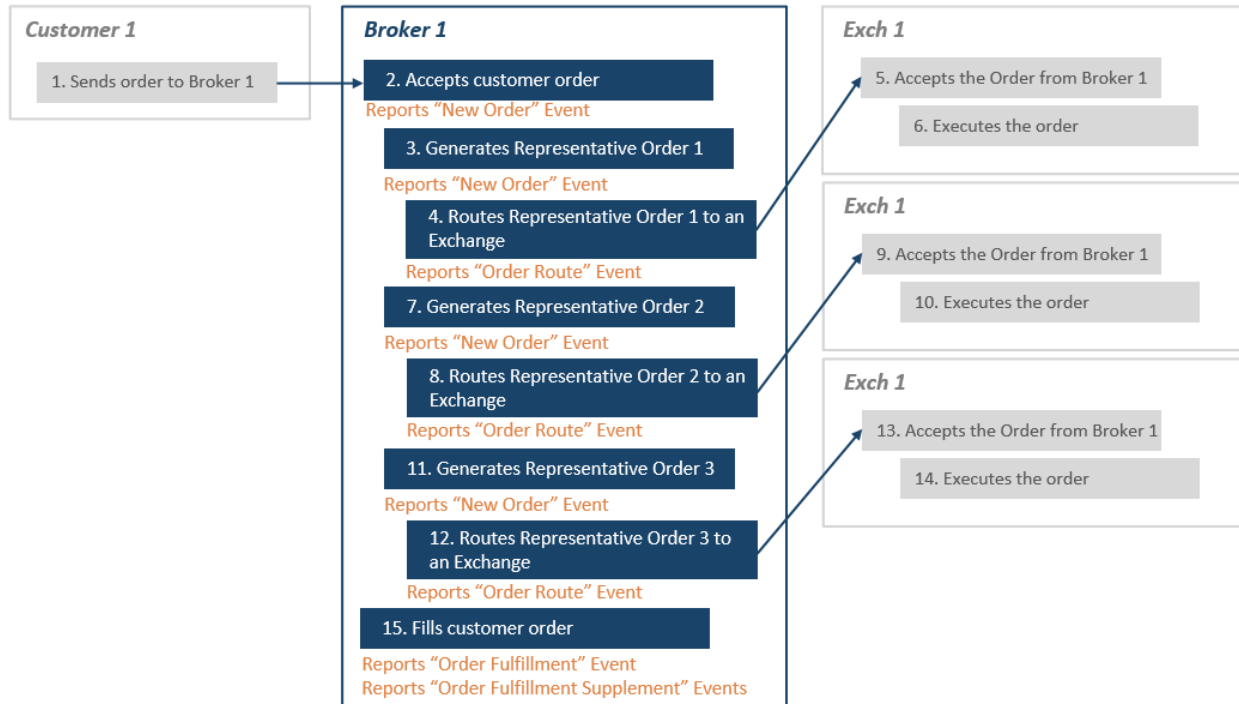 Customer 1
1. Sends order to Broker 1
Broker 1
2. Accepts customer order
Reports “New Order” Event
3. Generates Representative Order 1
Reports “New Order” Event
4. Routes Representative Order 1 to an
Exchange
Reports “Order Route” Event
Exch 1
5. Accepts the Order from Broker 1
6. Executes the order
7. Generates Representative Order 2
Reports “New Order” Event
8. Routes Representative Order 2 to an
Exchange
Reports “Order Route” Event
Exch 1
9. Accepts the Order from Broker 1
10. Executes the order
11. Generates Representative Order 3
Reports “New Order” Event
12. Routes Representative Order 3 to
an Exchange
Reports “Order Route” Event
Exch 1
13. Accepts the Order from Broker 1
14. Executes the order
15. Fills customer order
Reports “Order Fulfillment” Event
Reports “Order Fulfillment Supplement” Events